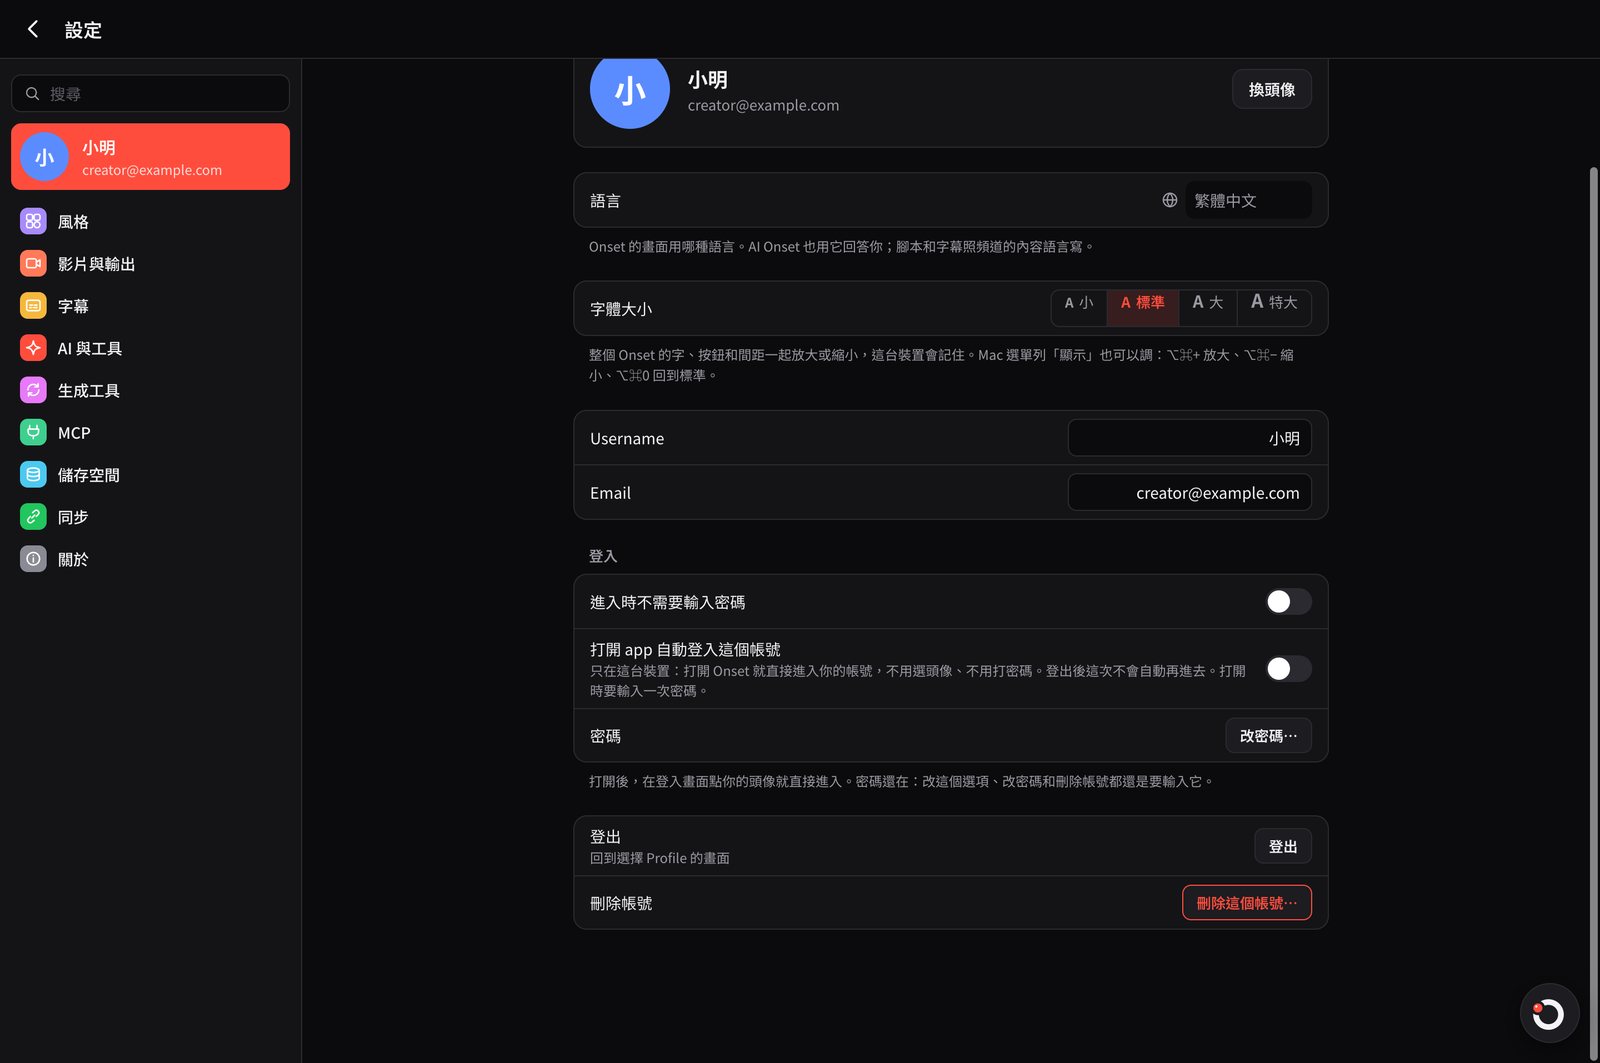 設定
搜尋
小
小明
creator@example.com
風格
影片與輸出
字幕
AI 與工具
生成工具
MCP
儲存空間
同步
關於
小
小明
creator@example.com
換頭像
語言
繁體中文
Onset 的畫面用哪種語言。AI Onset 也用它回答你；腳本和字幕照頻道的內容語言寫。
字體大小
A 小
A 標準
A 大
A 特大
整個 Onset 的字、按鈕和間距一起放大或縮小，這台裝置會記住。Mac 選單列「顯示」也可以調：⌥⌘+ 放大、⌥⌘− 縮
小、⌥⌘0 回到標準。
Username
小明
Email
creator@example.com
登入
進入時不需要輸入密碼
打開 app 自動登入這個帳號
只在這台裝置：打開 Onset 就直接進入你的帳號，不用選頭像、不用打密碼。登出後這次不會自動再進去。打開
時要輸入一次密碼。
密碼
改密碼…
打開後，在登入畫面點你的頭像就直接進入。密碼還在：改這個選項、改密碼和刪除帳號都還是要輸入它。
登出
回到選擇 Profile 的畫面
登出
刪除帳號
刪除這個帳號…